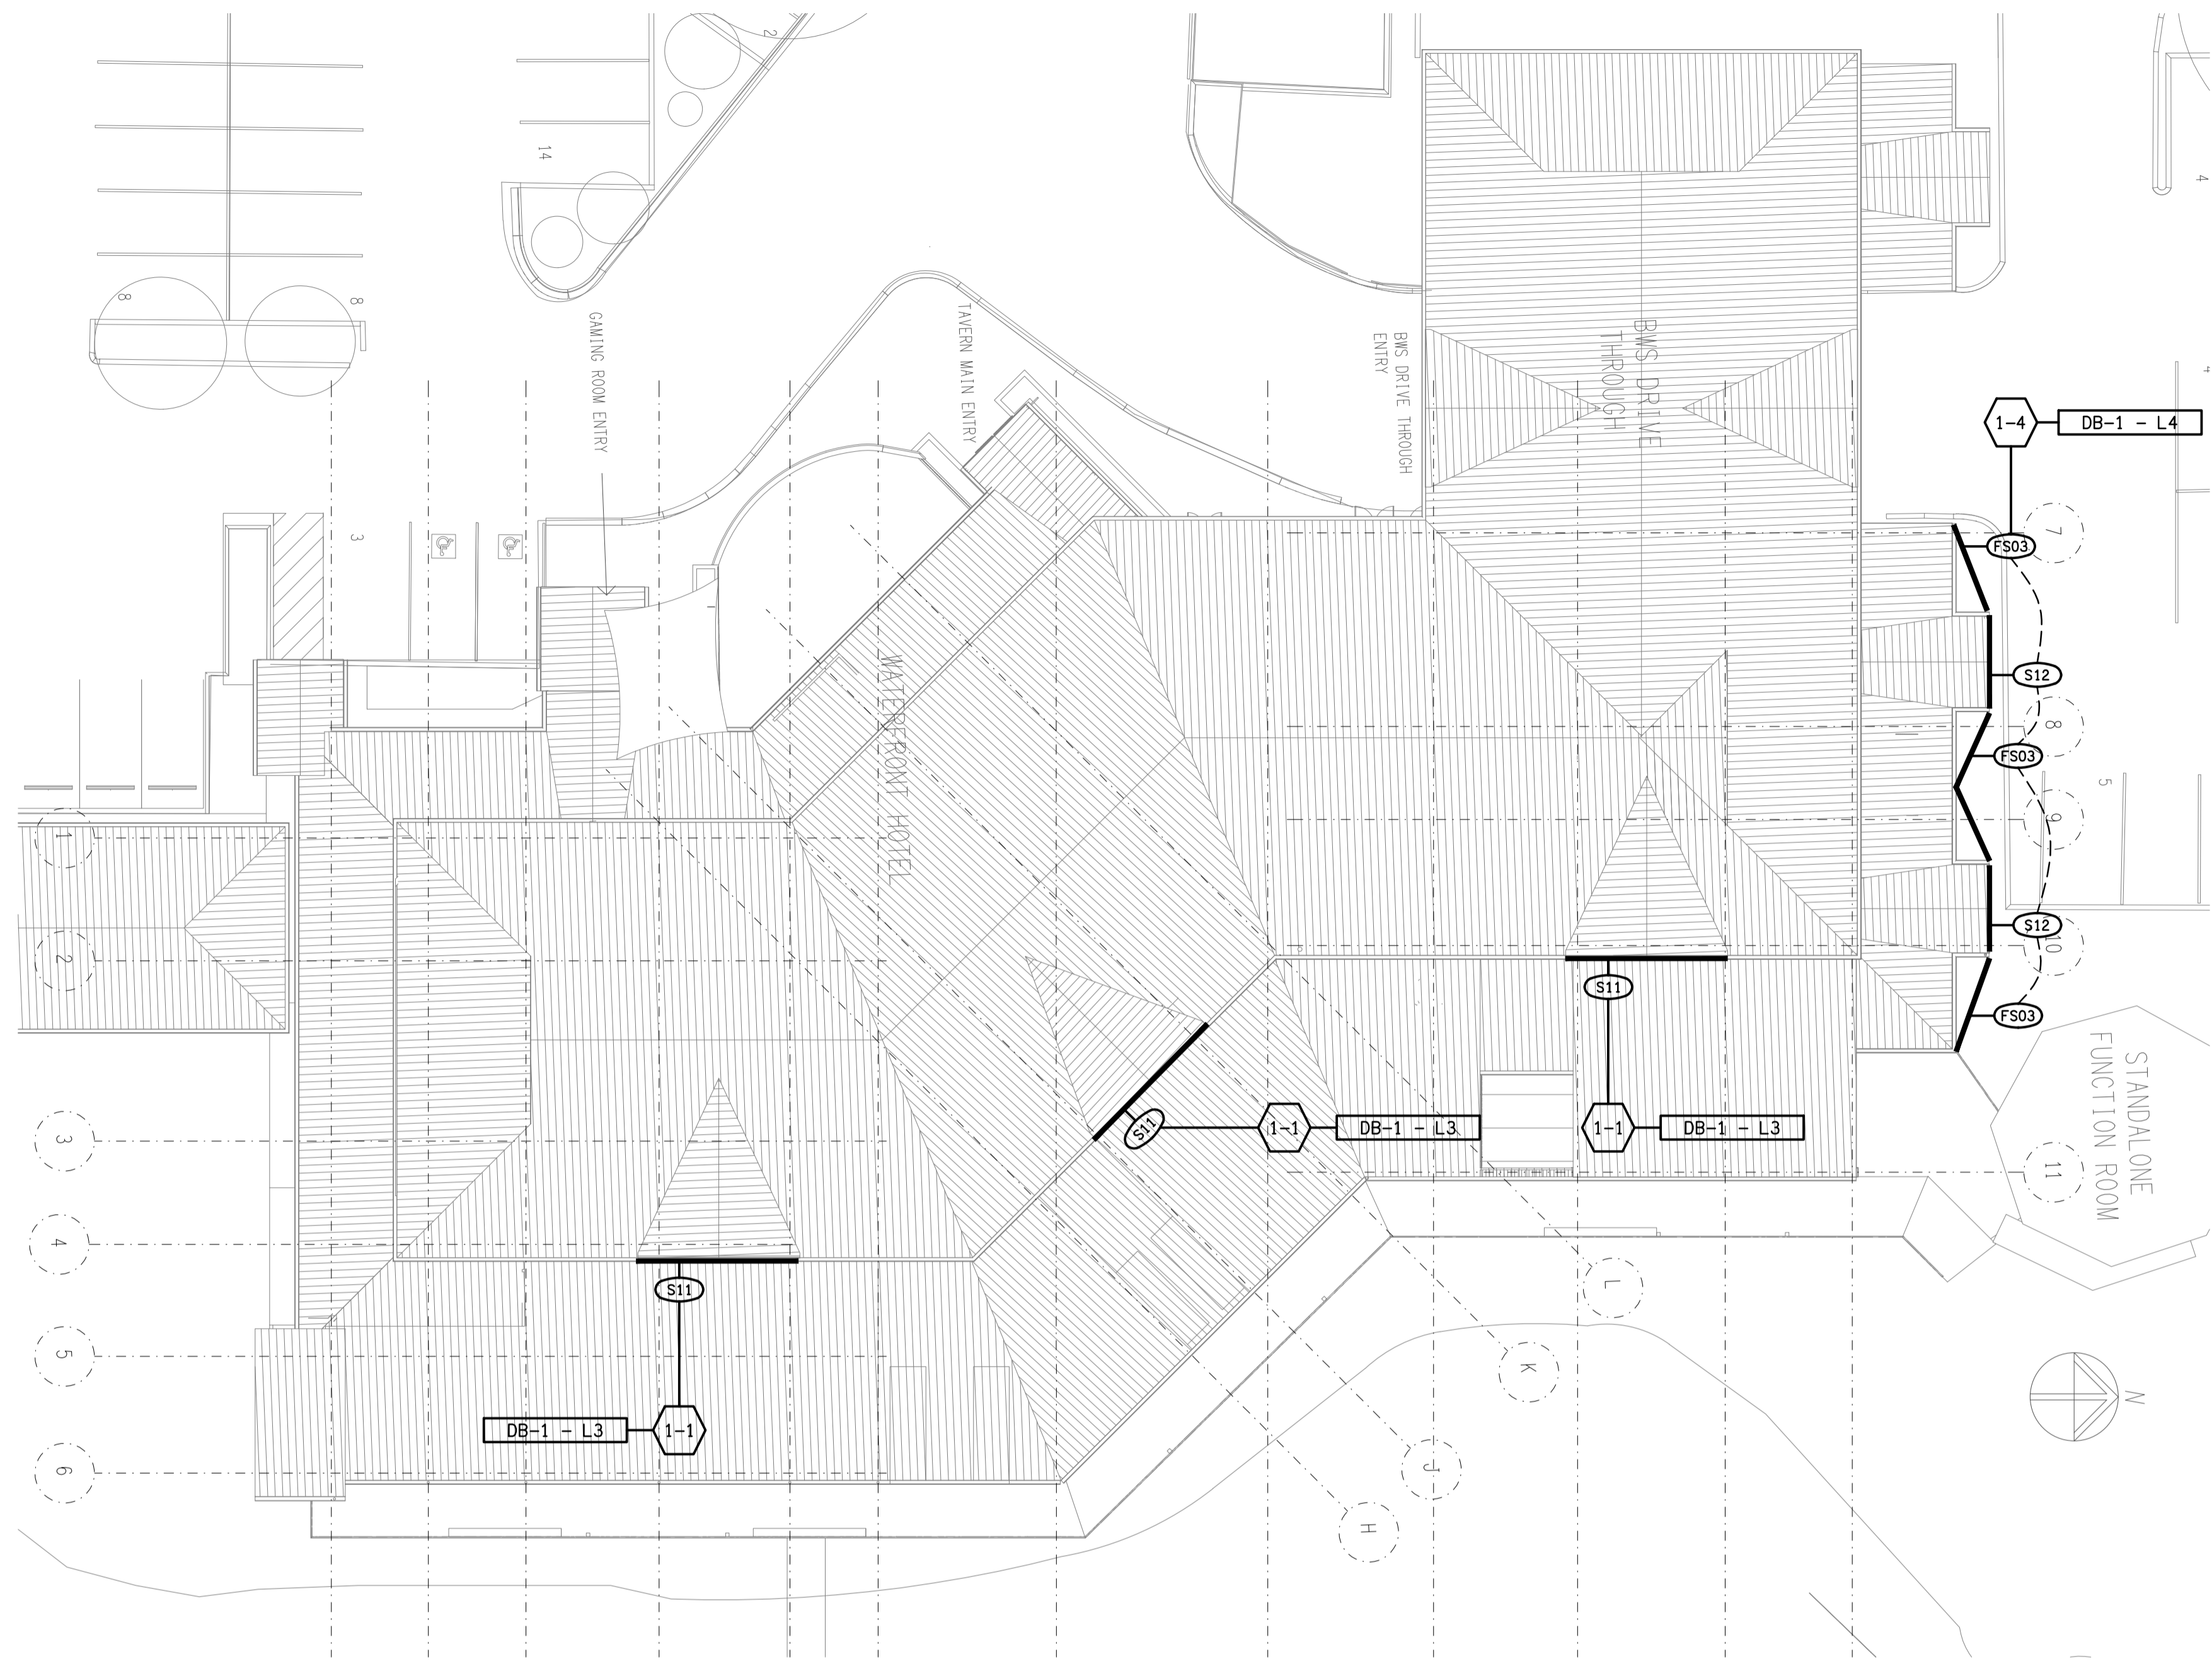 2
14
4
4
8
8
GAMING ROOM ENTRY
TAVERN MAIN ENTRY
BWS DRIVE THROUGH
ENTRY
BWS DRIVE
THROUGH
1-4
DB-1 - L4
3
7
FS03
S12
WATERFRONT HOTEL
8
FS03
5
9
1
S12
10
2
S11
FS03
STANDALONE
FUNCTION ROOM
S11
1-1
DB-1 - L3
1-1
DB-1 - L3
3
11
4
S11
L
5
K
N
DB-1 - L3
1-1
6
J
H